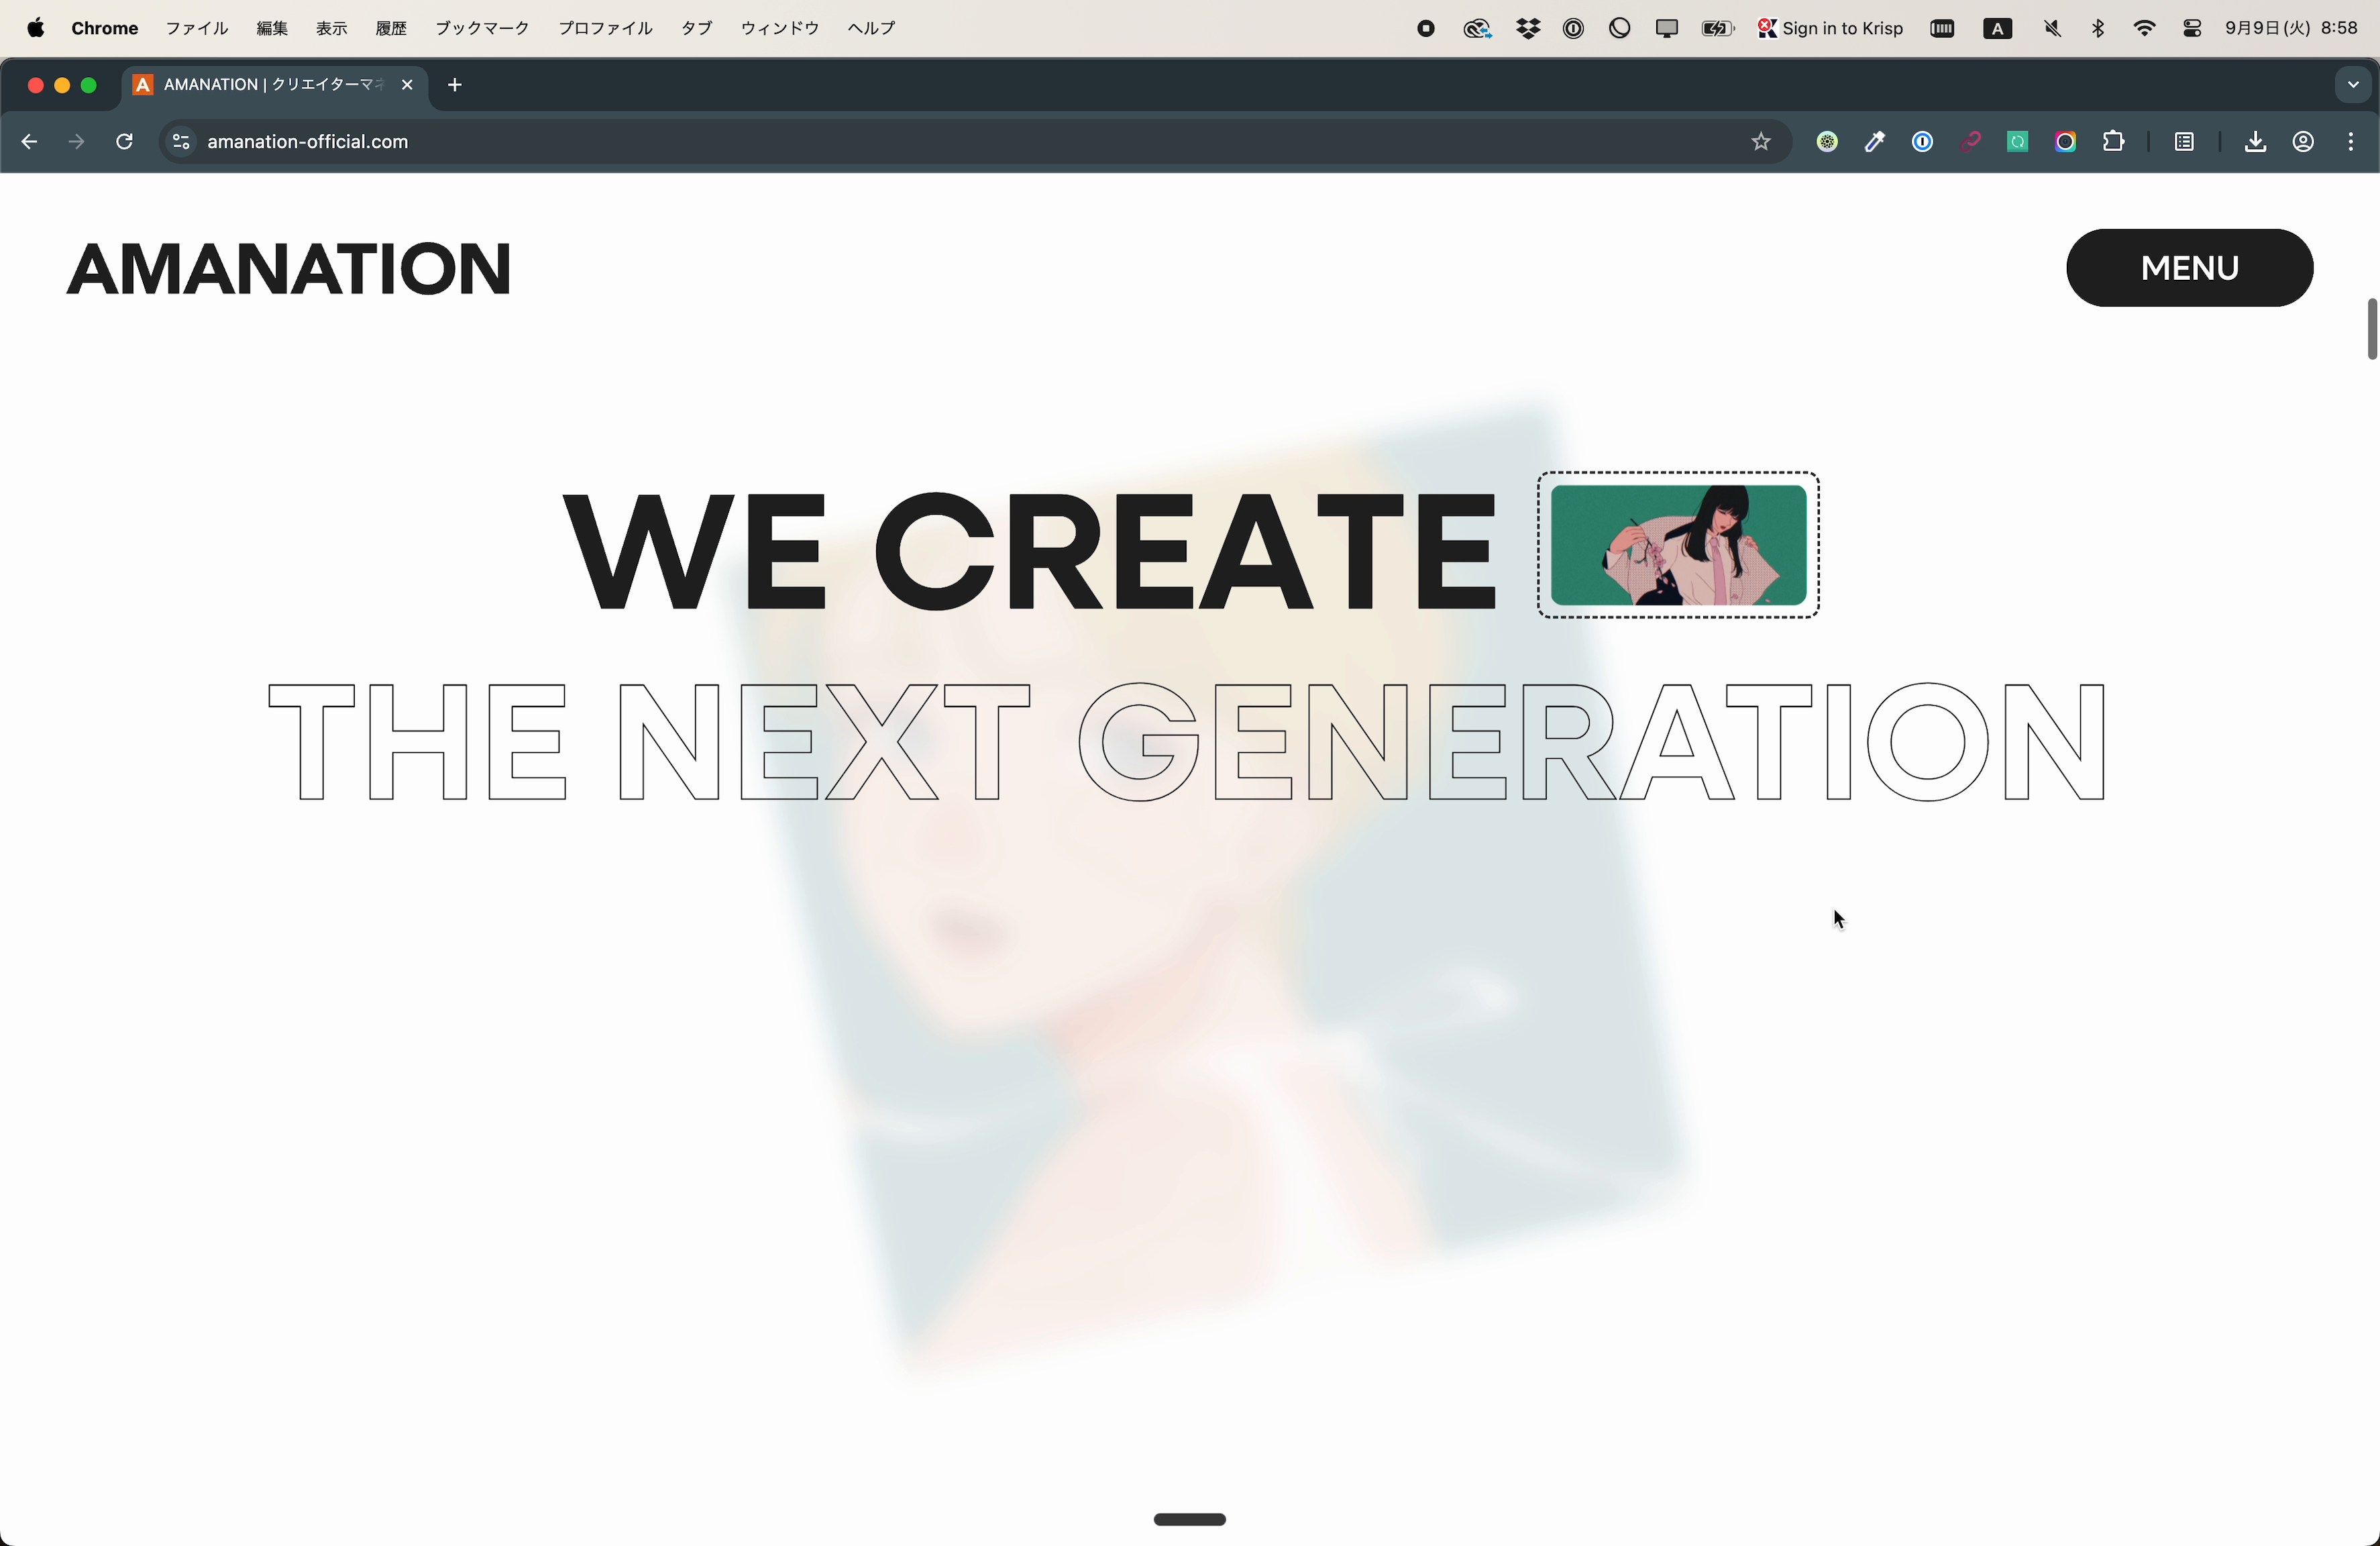 Chrome ファイル 編集 表示 履歴 ブックマーク プロファイル タブ ウィンドウ ヘルプ Sign in to Krisp A 9月9日(火) 8:58
A AMANATION | クリエイターマネ
amanation-official.com
AMANATION
MENU
WE CREATE
THE NEXT GENERATION